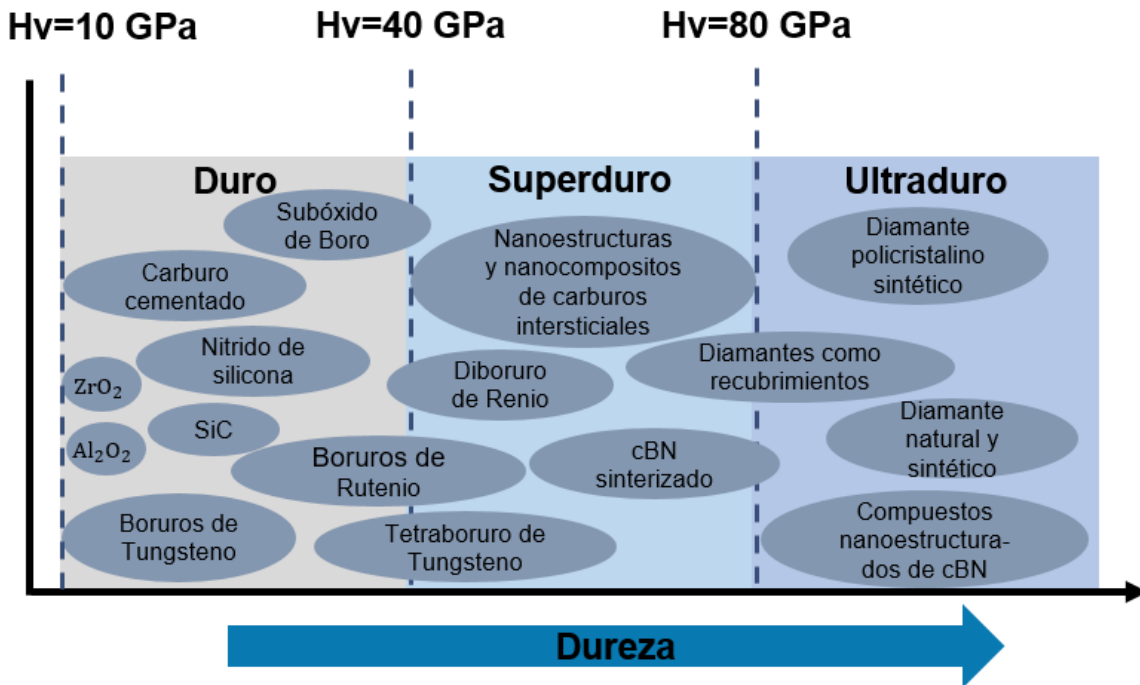 Hv=10 GPa
Hv=40 GPa
Hv=80 GPa
Duro
Superduro
Ultraduro
Subóxido
de Boro
Carburo
cementado
Nitrido de
silicona
ZrO₂
SiC
Al₂O₂
Boruros de
Rutenio
Boruros de
Tungsteno
Tetraboruro de
Tungsteno
Nanoestructuras
y nanocompositos
de carburos
intersticiales
Diboruro
de Renio
cBN
sinterizado
Diamantes como
recubrimientos
Diamante
policristalino
sintético
Diamante
natural y
sintético
Compuestos
nanoestructura-
dos de cBN
Dureza